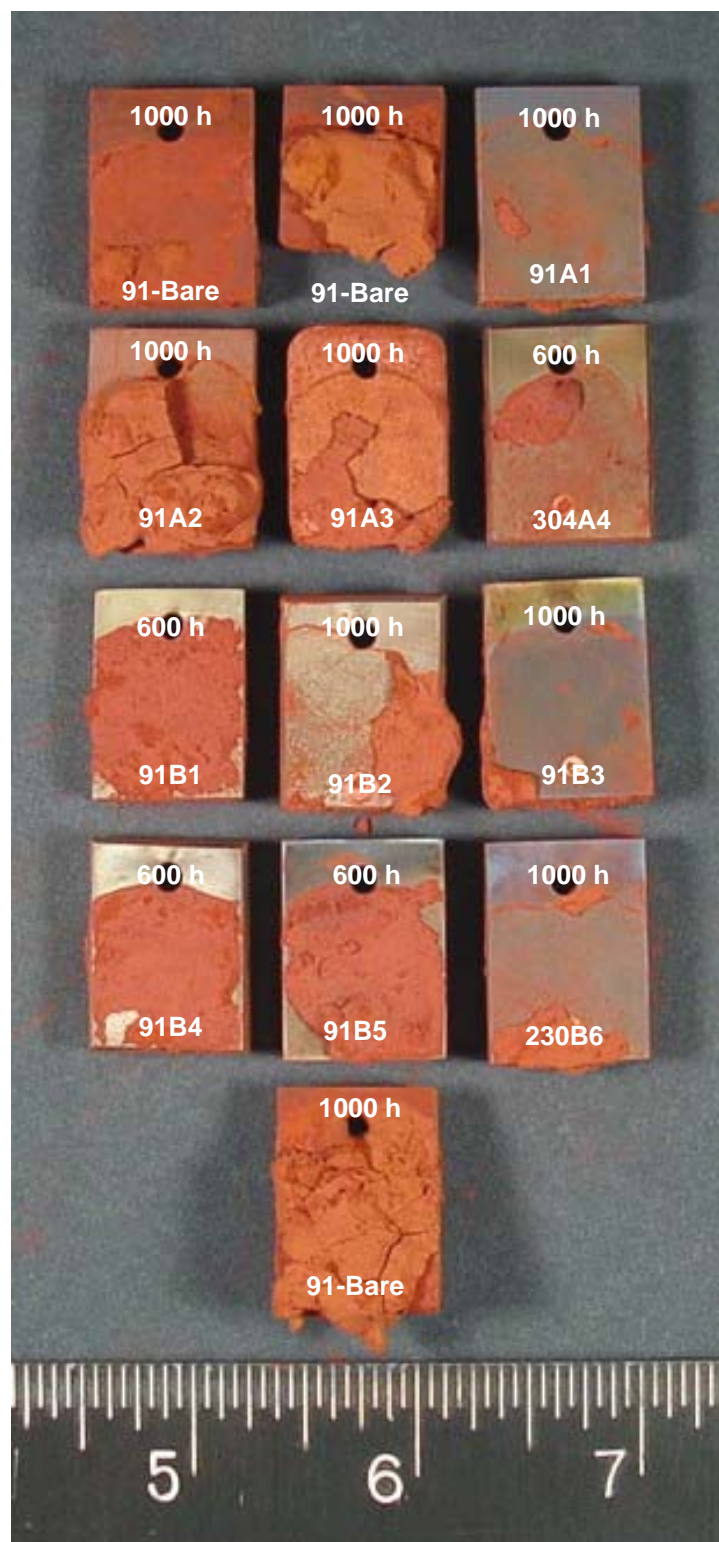 1000 h 1000 h 1000 h
91-Bare 91-Bare 91A1
1000 h 1000 h 600 h
91A2 91A3 304A4
600 h 1000 h 1000 h
91B1 91B2 91B3
600 h 600 h 1000 h
91B4 91B5 230B6
1000 h
91-Bare
5 6 7